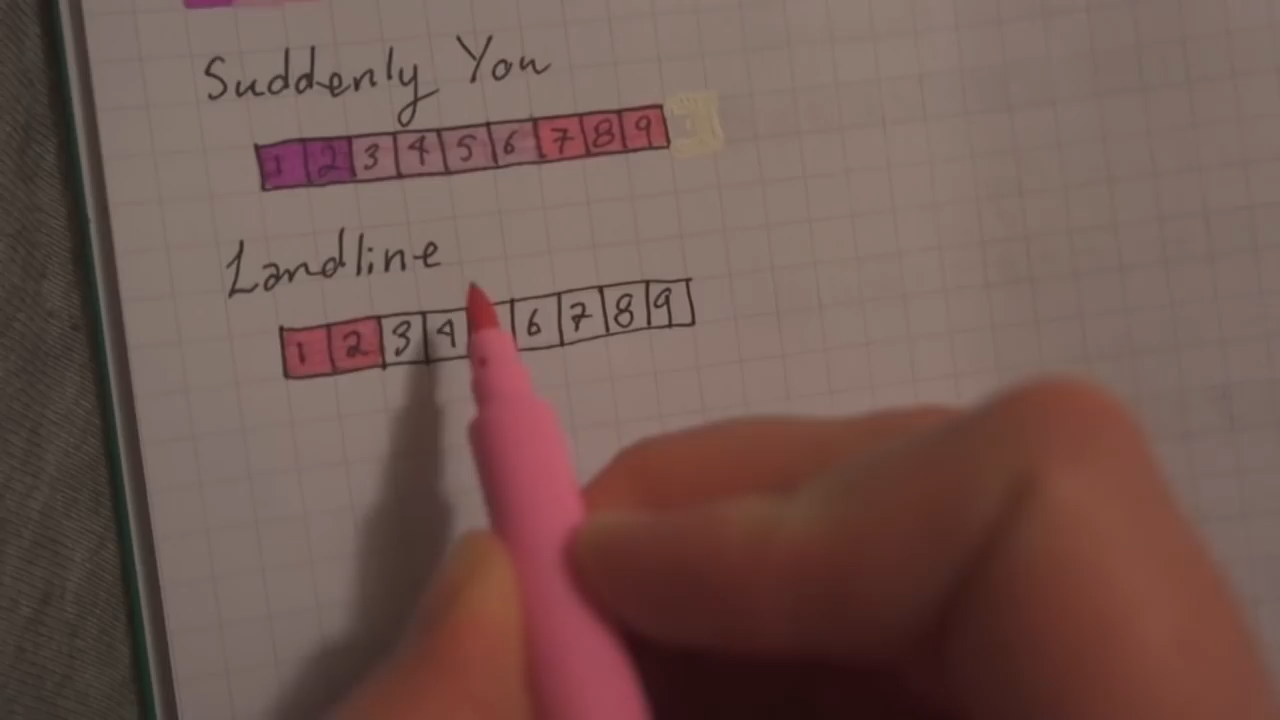 Suddenly You
1 2 3 4 5 6 7 8 9
Landline
1 2 3 4 6 7 8 9